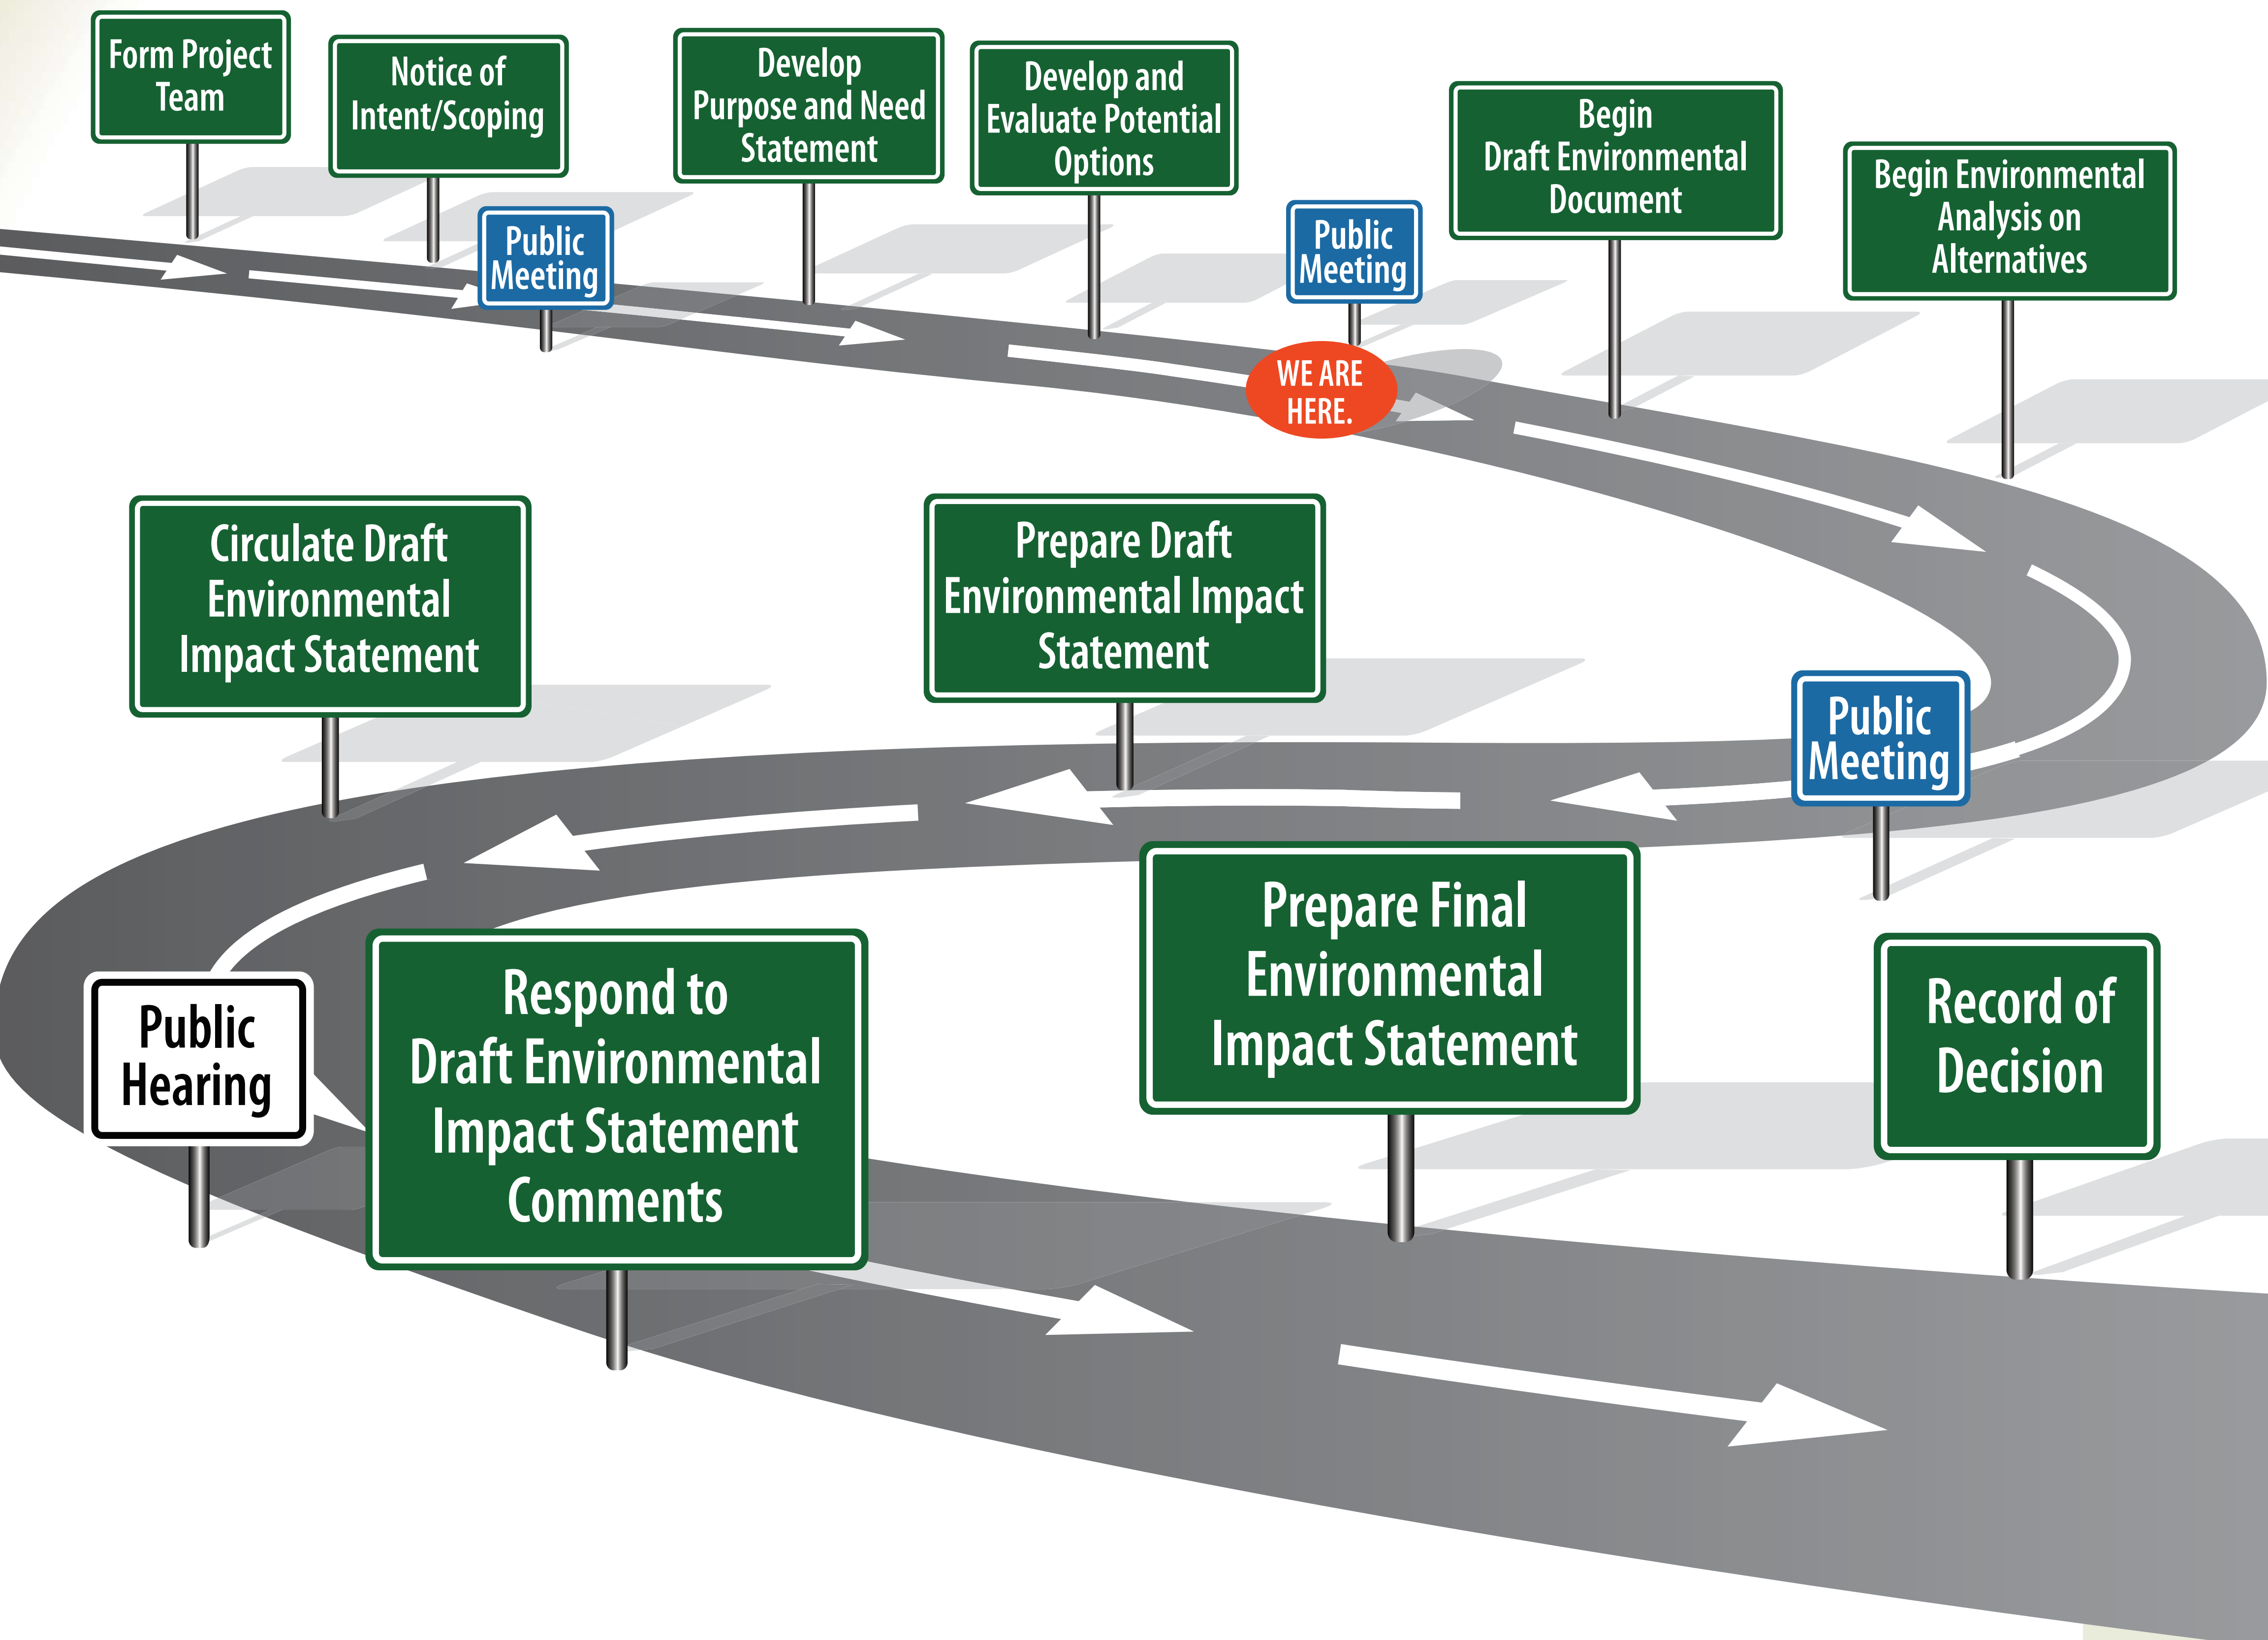 Form Project
Team
Notice of
Intent/Scoping
Public
Meeting
Develop
Purpose and Need
Statement
Develop and
Evaluate Potential
Options
Public
Meeting
WE ARE
HERE.
Begin
Draft Environmental
Document
Begin Environmental
Analysis on
Alternatives
Public
Meeting
Prepare Draft
Environmental Impact
Statement
Circulate Draft
Environmental
Impact Statement
Public
Hearing
Respond to
Draft Environmental
Impact Statement
Comments
Prepare Final
Environmental
Impact Statement
Record of
Decision